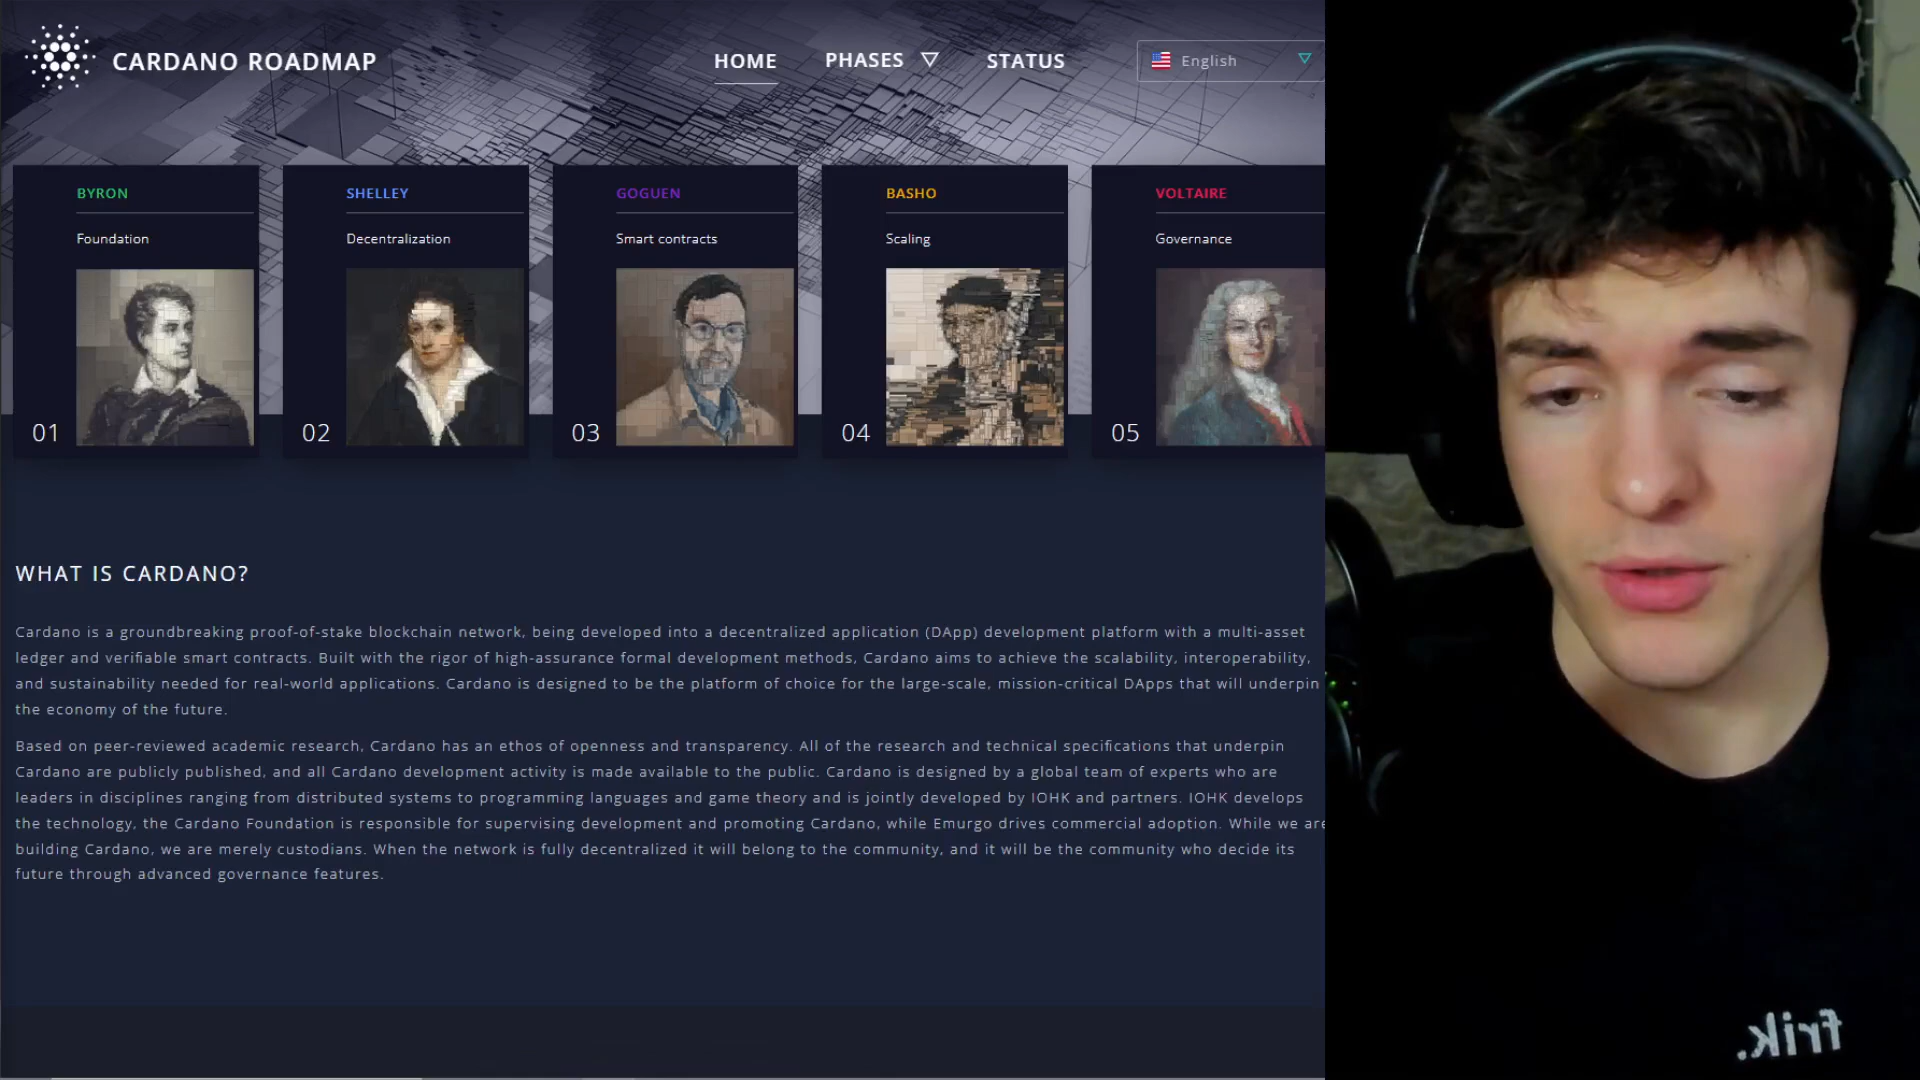 CARDANO ROADMAP
HOME
PHASES
STATUS
English
BYRON
Foundation
01
SHELLEY
Decentralization
02
GOGUEN
Smart contracts
03
BASHO
Scaling
04
VOLTAIRE
Governance
05
WHAT IS CARDANO?
Cardano is a groundbreaking proof-of-stake blockchain network, being developed into a decentralized application (DApp) development platform with a multi-asset
ledger and verifiable smart contracts. Built with the rigor of high-assurance formal development methods, Cardano aims to achieve the scalability, interoperability,
and sustainability needed for real-world applications. Cardano is designed to be the platform of choice for the large-scale, mission-critical DApps that will underpin
the economy of the future.
Based on peer-reviewed academic research, Cardano has an ethos of openness and transparency. All of the research and technical specifications that underpin
Cardano are publicly published, and all Cardano development activity is made available to the public. Cardano is designed by a global team of experts who are
leaders in disciplines ranging from distributed systems to programming languages and game theory and is jointly developed by IOHK and partners. IOHK develops
the technology, the Cardano Foundation is responsible for supervising development and promoting Cardano, while Emurgo drives commercial adoption. While we are
building Cardano, we are merely custodians. When the network is fully decentralized it will belong to the community, and it will be the community who decide its
future through advanced governance features.
frik.